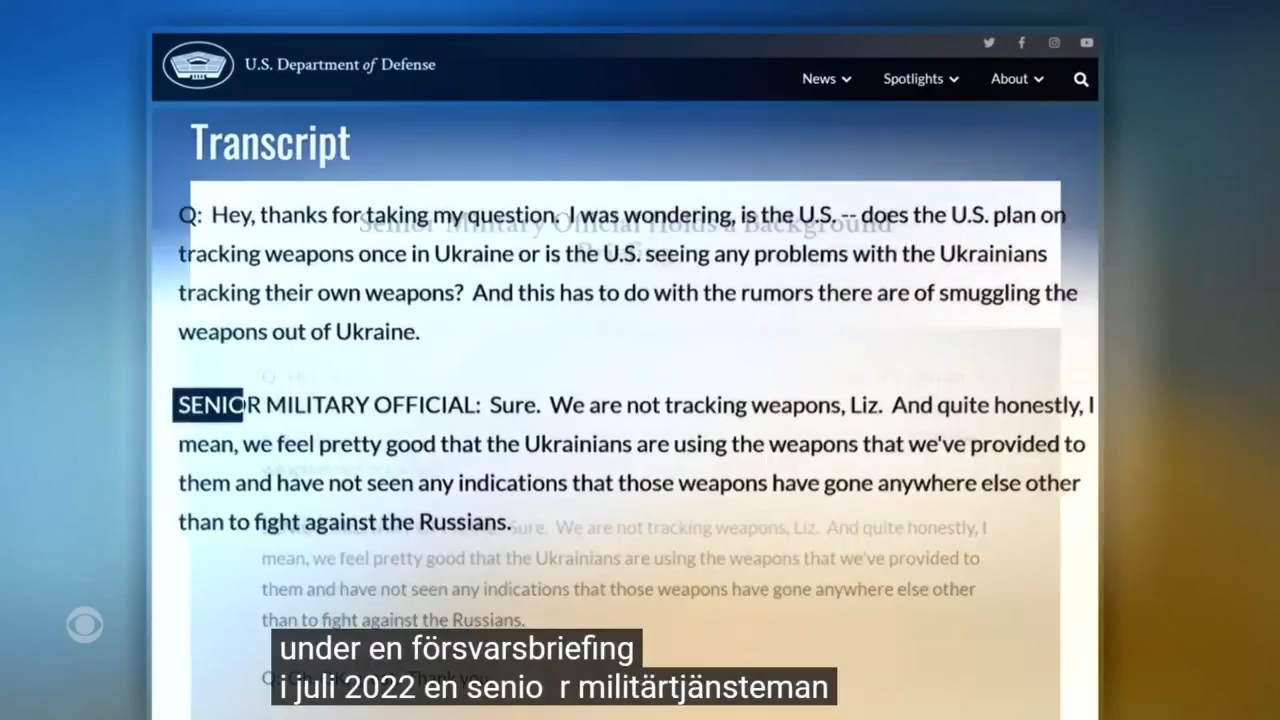 U.S. Department of Defense
News Spotlights About
Transcript
Senior Military Official Holds a Background
Q: Hey, thanks for taking my question. I was wondering, is the U.S. -- does the U.S. plan on
tracking weapons once in Ukraine or is the U.S. seeing any problems with the Ukrainians
tracking their own weapons? And this has to do with the rumors there are of smuggling the
weapons out of Ukraine.
SENIOR MILITARY OFFICIAL: Sure. We are not tracking weapons, Liz. And quite honestly, I
mean, we feel pretty good that the Ukrainians are using the weapons that we've provided to
them and have not seen any indications that those weapons have gone anywhere else other
than to fight against the Russians.
Sure. We are not tracking weapons, Liz. And quite honestly, I
mean, we feel pretty good that the Ukrainians are using the weapons that we've provided to
them and have not seen any indications that those weapons have gone anywhere else other
than to fight against the Russians.
under en försvarsbriefing
i juli 2022 en senio r militärtjänsteman